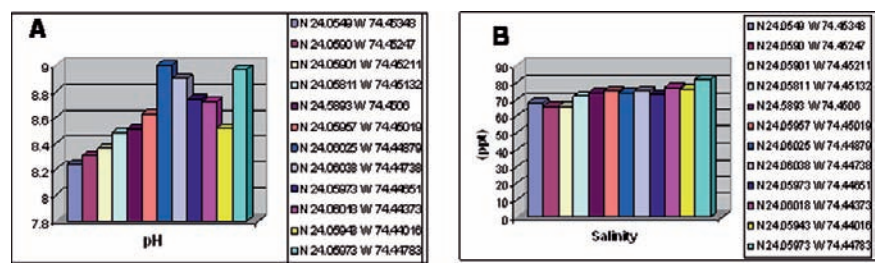 A
9
8.8
8.6
8.4
8.2
8
7.8
pH
N 24.0549 W 74.45348
N 24.0590 W 74.45247
N 24.05901 W 74.45211
N 24.05811 W 74.45132
N 24.5893 W 74.4506
N 24.05957 W 74.45019
N 24.06025 W 74.44879
N 24.06038 W 74.44738
N 24.05973 W 74.44651
N 24.06018 W 74.44373
N 24.05943 W 74.44016
N 24.05973 W 74.44783
B
90
80
70
60
50
40
30
20
10
0
(ppt)
Salinity
N 24.0549 W 74.45348
N 24.0590 W 74.45247
N 24.05901 W 74.45211
N 24.05811 W 74.45132
N 24.5893 W 74.4506
N 24.05957 W 74.45019
N 24.06025 W 74.44879
N 24.06038 W 74.44738
N 24.05973 W 74.44651
N 24.06018 W 74.44373
N 24.05943 W 74.44016
N 24.05973 W 74.44783